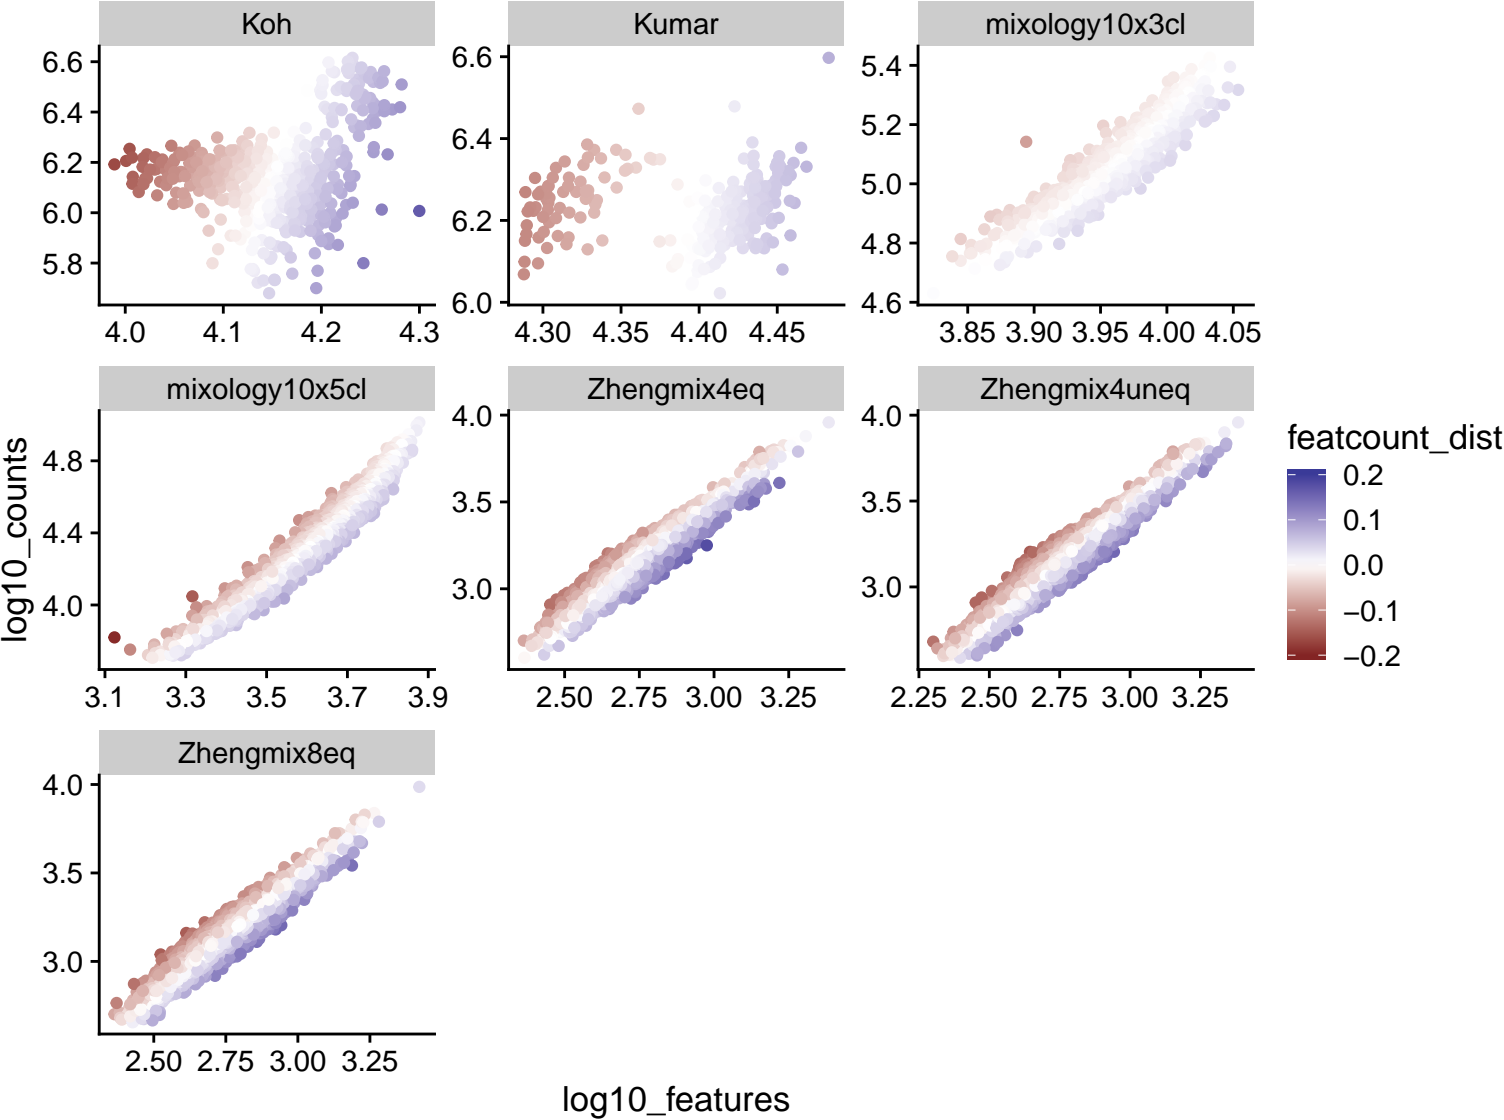 Koh
Kumar
mixology10x3cl
6.6
6.4
6.2
6.0
5.8
4.0 4.1 4.2 4.3
6.6
6.4
6.2
6.0
4.30 4.35 4.40 4.45
5.4
5.2
5.0
4.8
4.6
3.85 3.90 3.95 4.00 4.05
mixology10x5cl
Zhengmix4eq
Zhengmix4uneq
4.8
4.4
4.0
3.1 3.3 3.5 3.7 3.9
4.0
3.5
3.0
2.50 2.75 3.00 3.25
4.0
3.5
3.0
2.25 2.50 2.75 3.00 3.25
Zhengmix8eq
4.0
3.5
3.0
2.50 2.75 3.00 3.25
log10_counts
log10_features
featcount_dist
0.2
0.1
0.0
−0.1
−0.2